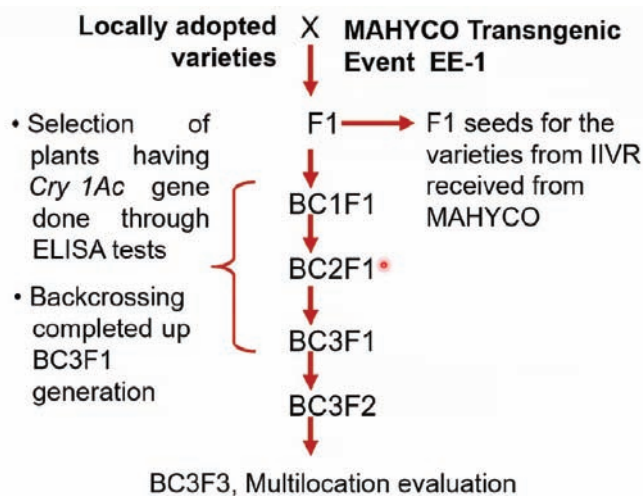 Locally adopted X MAHYCO Transngenic
varieties Event EE-1
F1 F1 seeds for the
varieties from IIVR
received from
MAHYCO
• Selection of
plants having
Cry 1Ac gene
done through
ELISA tests
• Backcrossing
completed up
BC3F1
generation
BC1F1
BC2F1
BC3F1
BC3F2
BC3F3, Multilocation evaluation